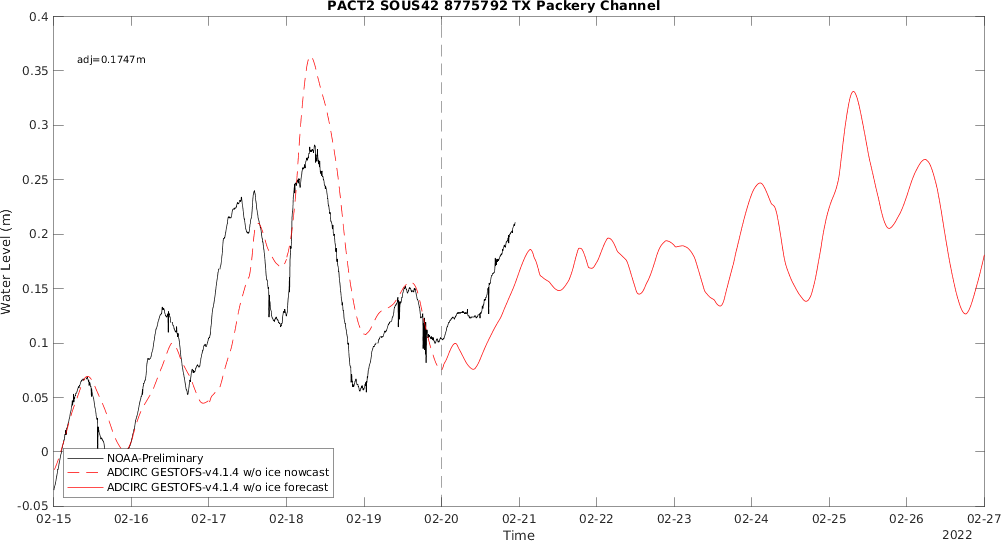 PACT2 SOUS42 8775792 TX Packery Channel
adj=0.1747m
0.4
0.35
0.3
0.25
0.2
0.15
0.1
0.05
0
-0.05
Water Level (m)
NOAA-Preliminary
ADCIRC GESTOFS-v4.1.4 w/o ice nowcast
ADCIRC GESTOFS-v4.1.4 w/o ice forecast
02-15 02-16 02-17 02-18 02-19 02-20 02-21 02-22 02-23 02-24 02-25 02-26 02-27
Time
2022